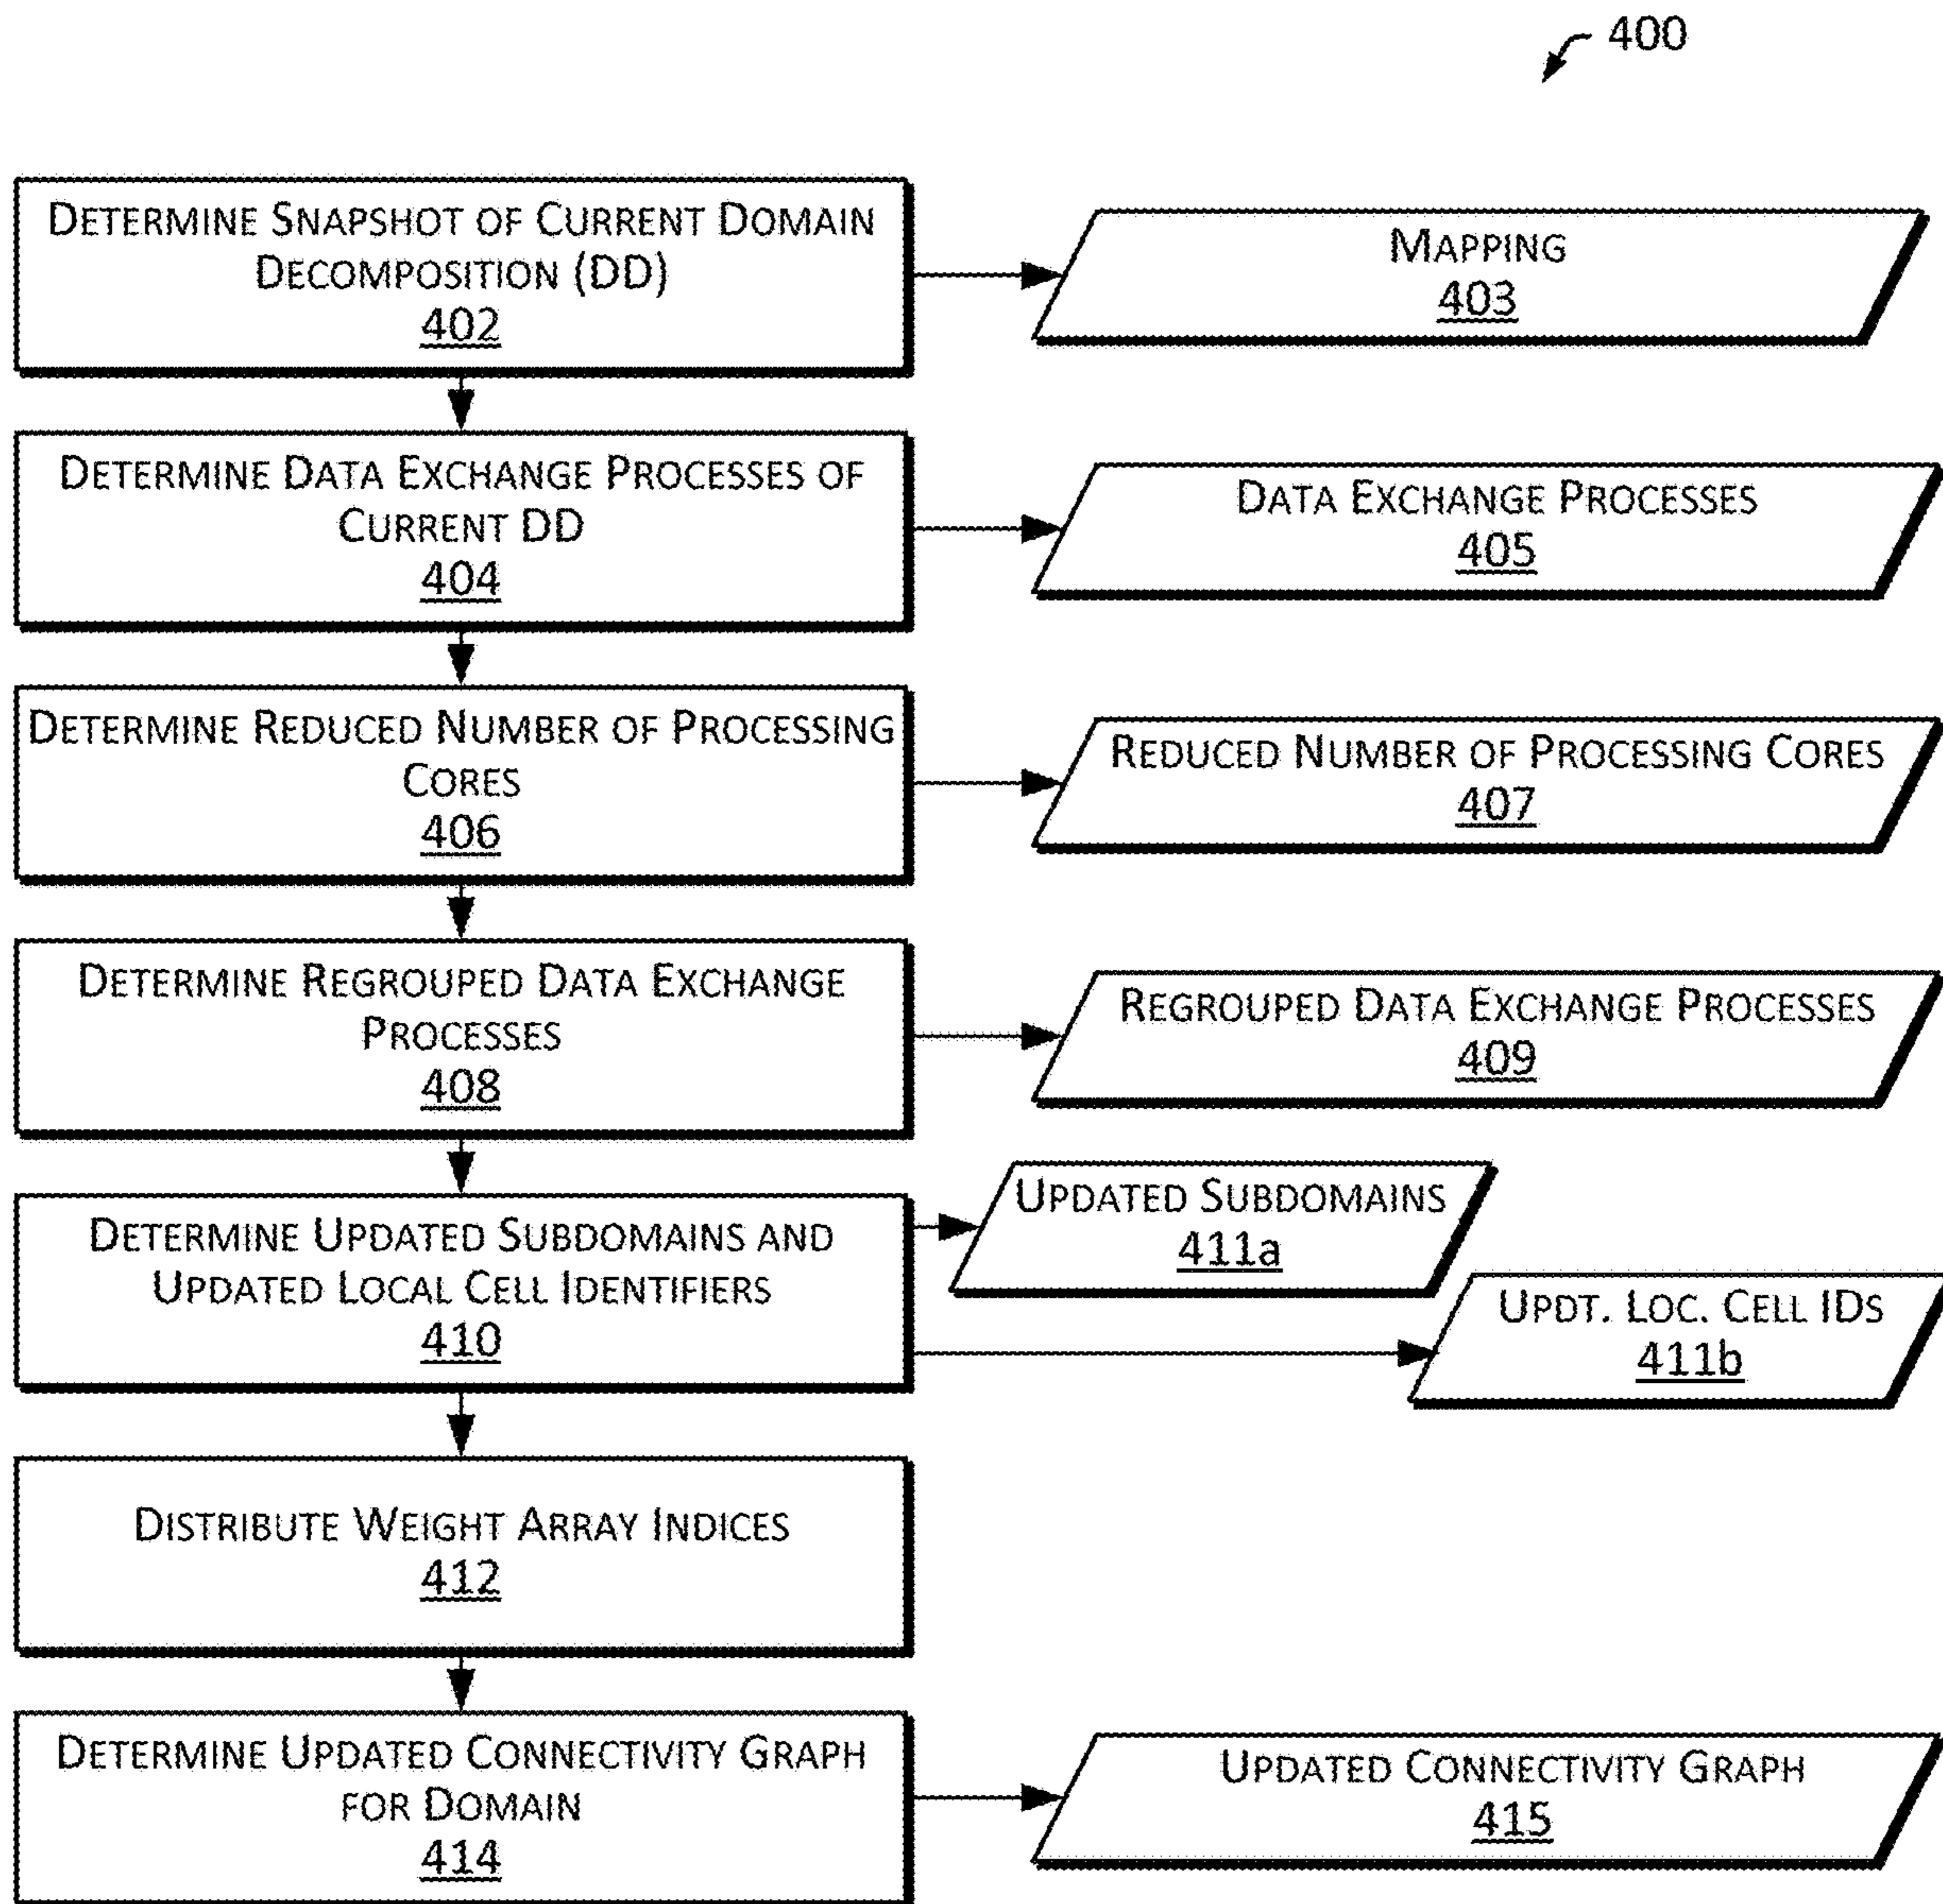 400
DETERMINE SNAPSHOT OF CURRENT DOMAIN
DECOMPOSITION (DD)
402
MAPPING
403
DETERMINE DATA EXCHANGE PROCESSES OF
CURRENT DD
404
DATA EXCHANGE PROCESSES
405
DETERMINE REDUCED NUMBER OF PROCESSING
CORES
406
REDUCED NUMBER OF PROCESSING CORES
407
DETERMINE REGROUPED DATA EXCHANGE
PROCESSES
408
REGROUPED DATA EXCHANGE PROCESSES
409
DETERMINE UPDATED SUBDOMAINS AND
UPDATED LOCAL CELL IDENTIFIERS
410
UPDATED SUBDOMAINS
411a
UPDT. LOC. CELL IDS
411b
DISTRIBUTE WEIGHT ARRAY INDICES
412
DETERMINE UPDATED CONNECTIVITY GRAPH
FOR DOMAIN
414
UPDATED CONNECTIVITY GRAPH
415